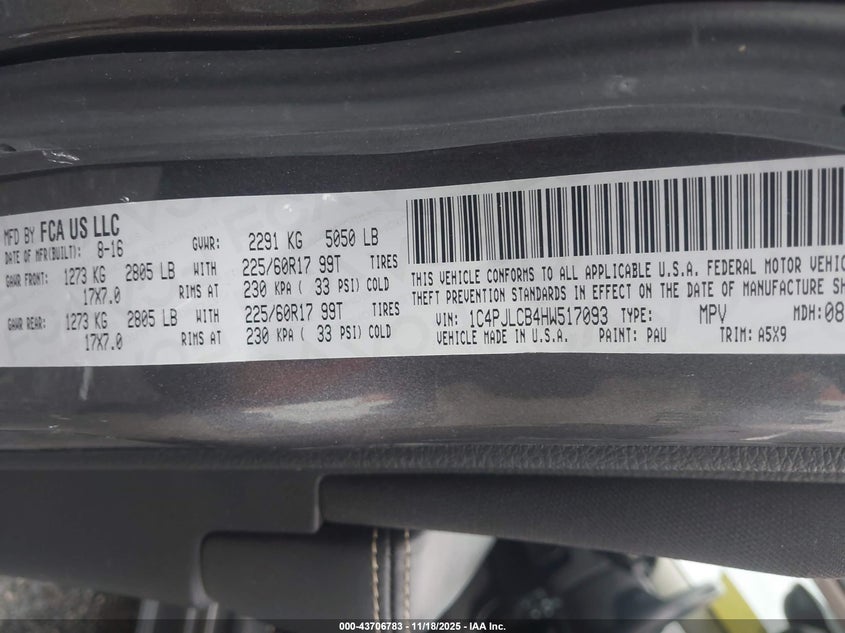 MFD BY FCA US LLC
DATE OF MFR(BUILT): 8-16 GVWR: 2291 KG 5050 LB
GAWR FRONT: 1273 KG 2805 LB WITH 225/60R17 99T TIRES
17X7.0 RIMS AT 230 KPA ( 33 PSI) COLD
GAWR REAR: 1273 KG 2805 LB WITH 225/60R17 99T TIRES
17X7.0 RIMS AT 230 KPA ( 33 PSI) COLD
THIS VEHICLE CONFORMS TO ALL APPLICABLE U.S.A. FEDERAL MOTOR VEHIC
THEFT PREVENTION STANDARDS IN EFFECT ON THE DATE OF MANUFACTURE SH
VIN: 1C4PJLCB4HW517093 TYPE: MPV MDH: 08
VEHICLE MADE IN U.S.A. PAINT: PAU TRIM: A5X9
000-43706783 - 11/18/2025 - IAA Inc.